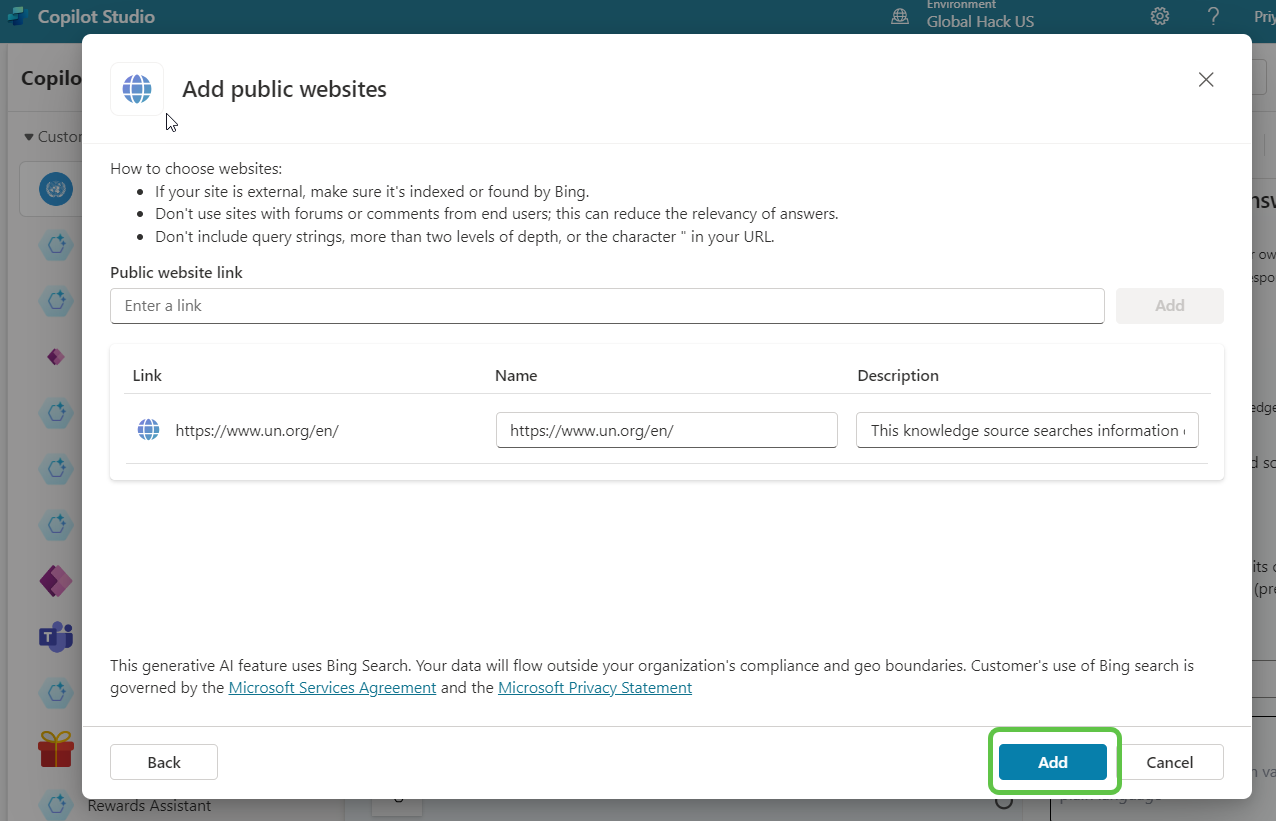 Copilot Studio
Environment
Global Hack US
?
Add public websites
How to choose websites:
• If your site is external, make sure it's indexed or found by Bing.
• Don't use sites with forums or comments from end users; this can reduce the relevancy of answers.
• Don't include query strings, more than two levels of depth, or the character " in your URL.
Public website link
Enter a link
Add
Link Name Description
https://www.un.org/en/ https://www.un.org/en/ This knowledge source searches information
This generative AI feature uses Bing Search. Your data will flow outside your organization's compliance and geo boundaries. Customer's use of Bing search is
governed by the Microsoft Services Agreement and the Microsoft Privacy Statement
Back Add Cancel
Rewards Assistant